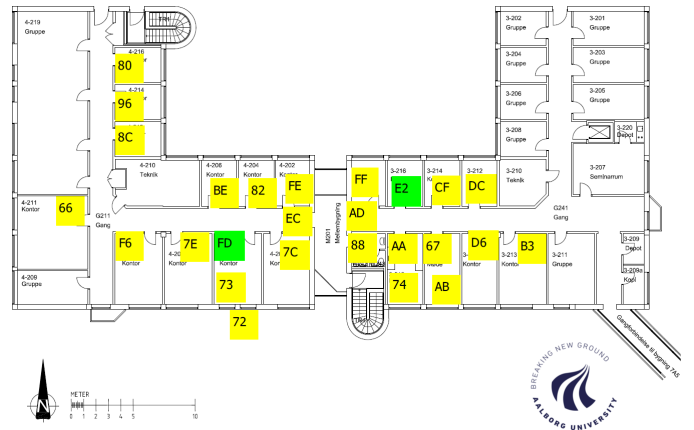 4-219
Gruppe
TRH
3-202
Gruppe
3-201
Gruppe
4-216
80
3-204
Gruppe
3-203
Gruppe
4-214
96
3-206
Gruppe
3-205
Gruppe
8C
3-208
Gruppe
3-220
Depot
4-210
Teknik
4-206
Kontor
4-204
Kontor
4-202
Kontor
BE
82
FE
FF
3-216
E2
3-214
CF
3-212
DC
3-210
Teknik
3-207
Seminarrum
4-211
Kontor
66
G211
Gang
EC
M201
Mellembygning
AD
G241
Gang
F6
Kontor
7E
FD
7C
88
AA
67
D6
Kontor
3-213
Kontor
B3
3-211
Gruppe
3-209
Depot
4-209
Gruppe
73
74
AB
3-209a
Kopi
72
Gangforbindelse til bygning 7A5
N
METER
0 1 2 3 4 5 10
BREAKING NEW GROUND
AALBORG UNIVERSITY